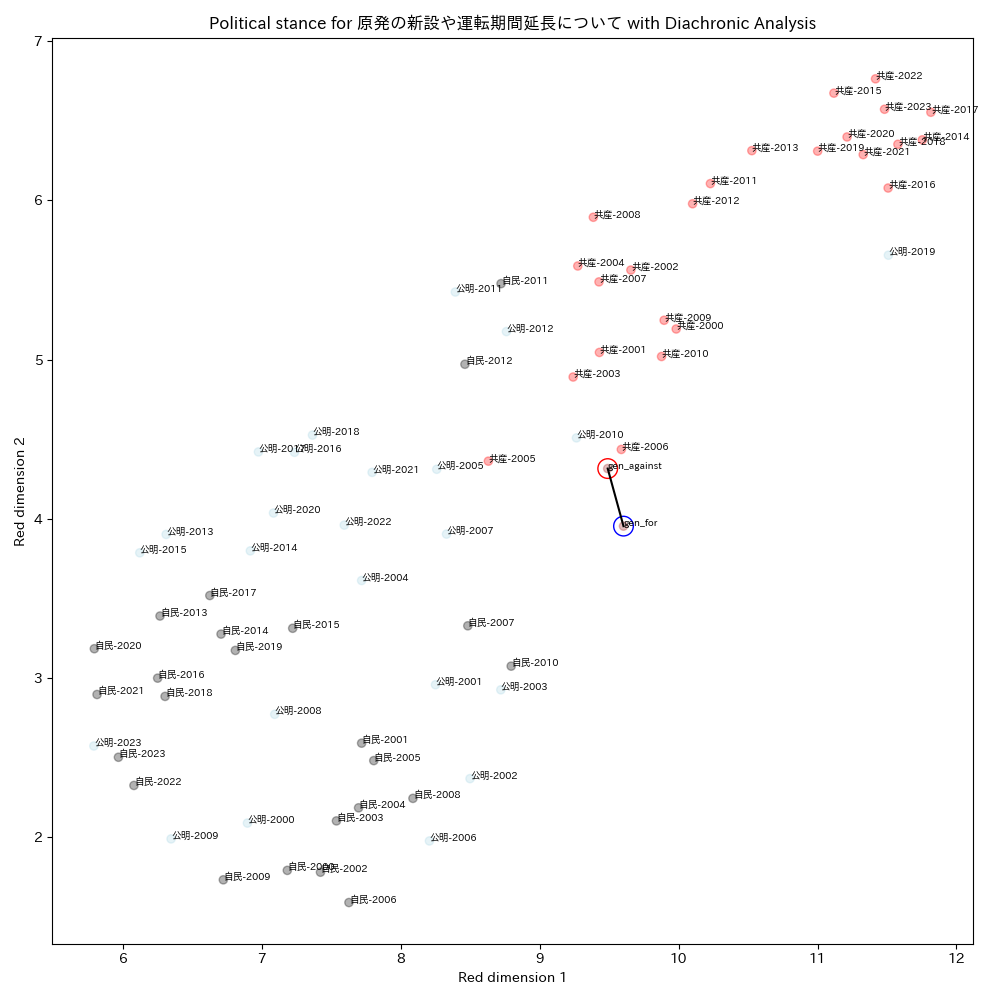 Political stance for 原発の新設や運転期間延長について with Diachronic Analysis
7
共産-2022
共産-2015
共産-2023
共産-2017
共産-2020
共産-2014
共産-2018
共産-2013
共産-2019
共産-2021
6
共産-2011
共産-2016
共産-2012
共産-2008
公明-2019
共産-2004
共産-2002
共産-2007
自民-2011
公明-2011
共産-2009
共産-2000
公明-2012
5
共産-2001
共産-2010
自民-2012
共産-2003
公明-2018
公明-2010
公明-2017
公明-2016
共産-2006
共産-2005
gen_against
公明-2021
公明-2005
4
公明-2020
公明-2022
gen_for
公明-2013
公明-2007
公明-2015
公明-2014
公明-2004
自民-2017
自民-2013
自民-2007
自民-2015
自民-2014
自民-2020
自民-2019
自民-2010
3
自民-2016
公明-2001
公明-2003
自民-2021
自民-2018
公明-2008
公明-2023
自民-2001
自民-2023
自民-2005
公明-2002
自民-2022
自民-2008
自民-2004
公明-2000
自民-2003
2
公明-2009
公明-2006
自民-2000
自民-2002
自民-2009
自民-2006
Red dimension 2
6 7 8 9 10 11 12
Red dimension 1